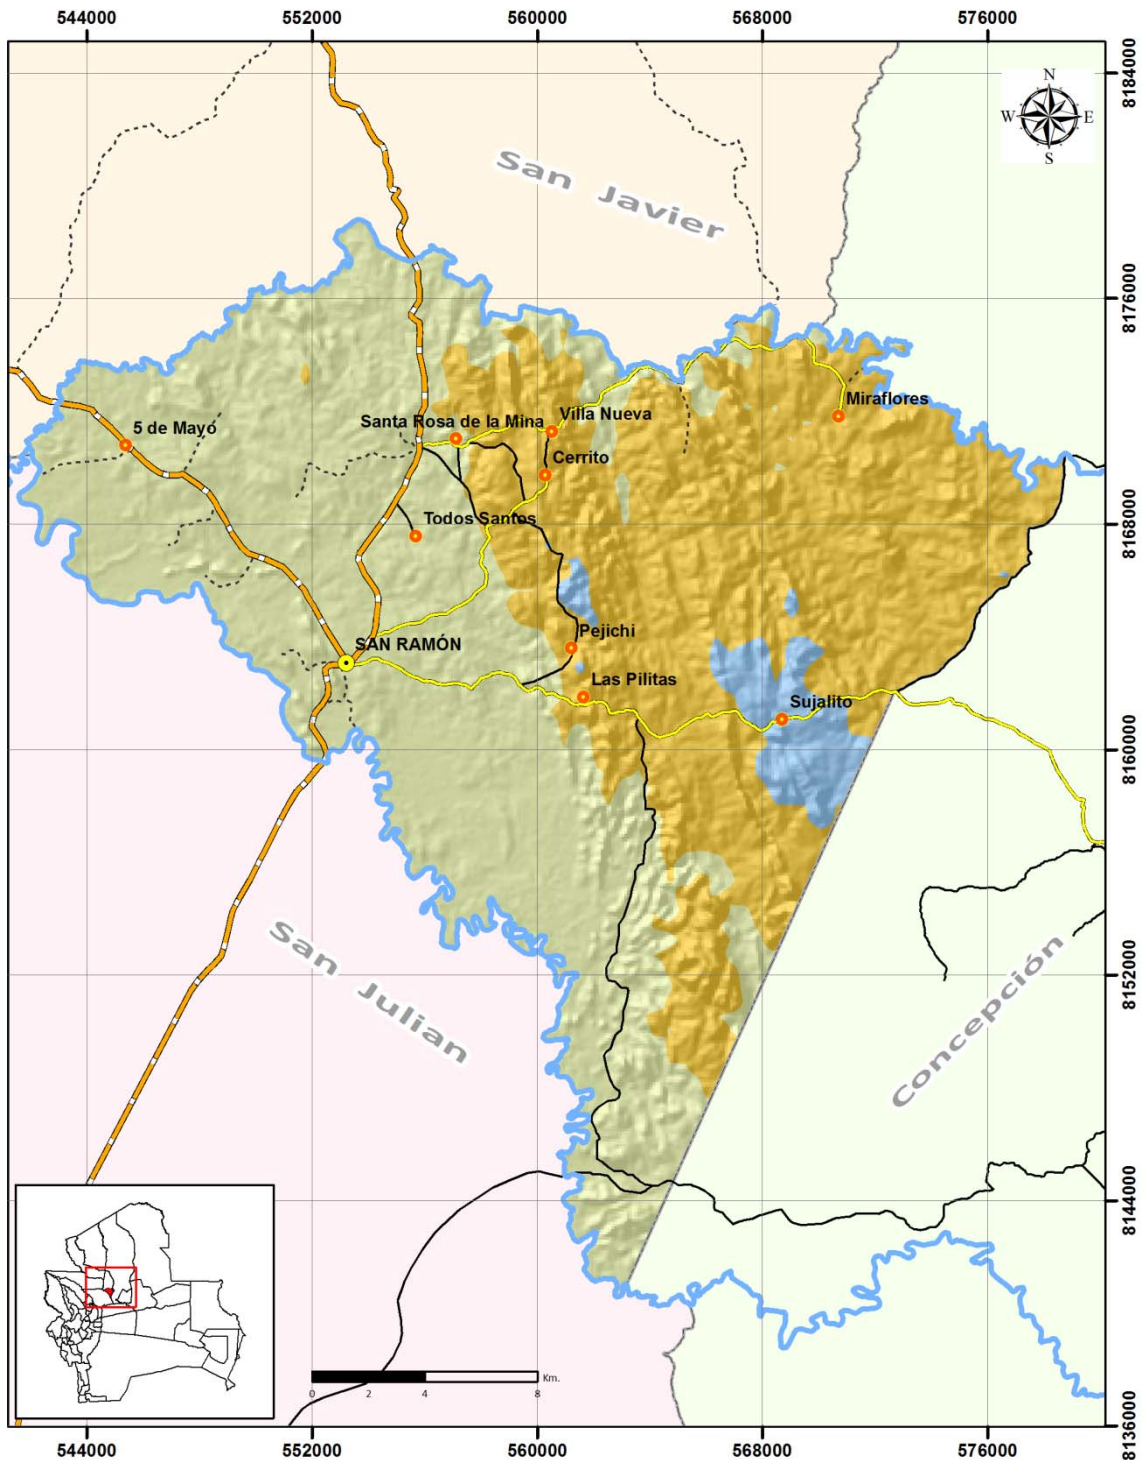 544000 552000 560000 568000 576000
8184000
N
W E
S
San Javier
8176000
Miraflores
Villa Nueva
Santa Rosa de la Mina
5 de Mayo
Cerrito
8168000
Todos Santos
Pejichi
SAN RAMÓN
Las Pilitas
Sujalito
8160000
San Julian
8152000
Concepción
8144000
Km.
0 2 4 8
8136000
544000 552000 560000 568000 576000